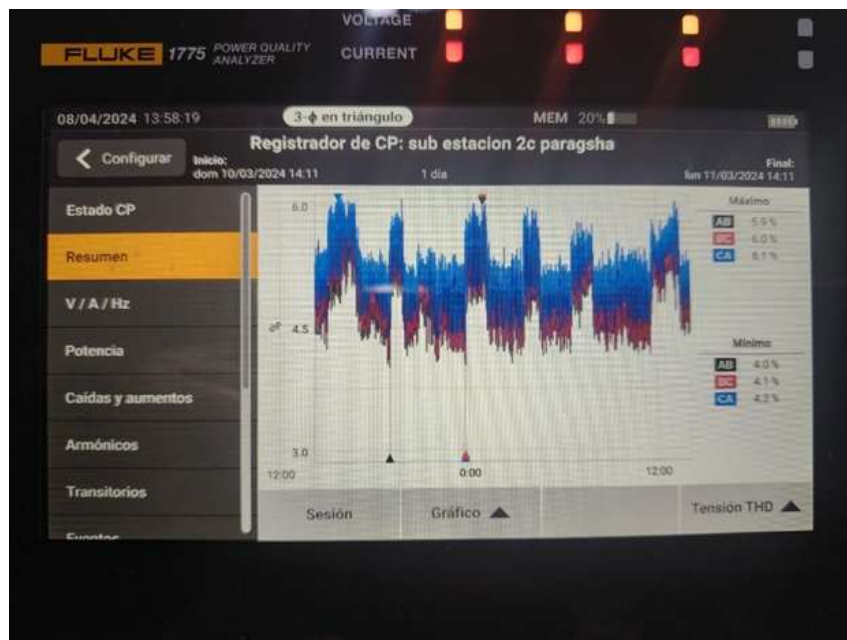 VOLTAGE
CURRENT
FLUKE 1775 POWER QUALITY ANALYZER
08/04/2024 13:58:19
3-ϕ en triángulo
MEM 20%
Configurar
Registrador de CP: sub estacion 2c paragsha
Inicio:
dom 10/03/2024 14:11
1 día
Final:
lun 11/03/2024 14:11
Estado CP
Resumen
V / A / Hz
Potencia
Caídas y aumentos
Armónicos
Transitorios
Eventos
6.0
% 4.5
3.0
12:00
0:00
12:00
Máximo
AB 5.9 %
BC 6.0 %
CA 6.1 %
Mínimo
AB 4.0 %
BC 4.1 %
CA 4.2 %
Sesión
Gráfico
Tensión THD